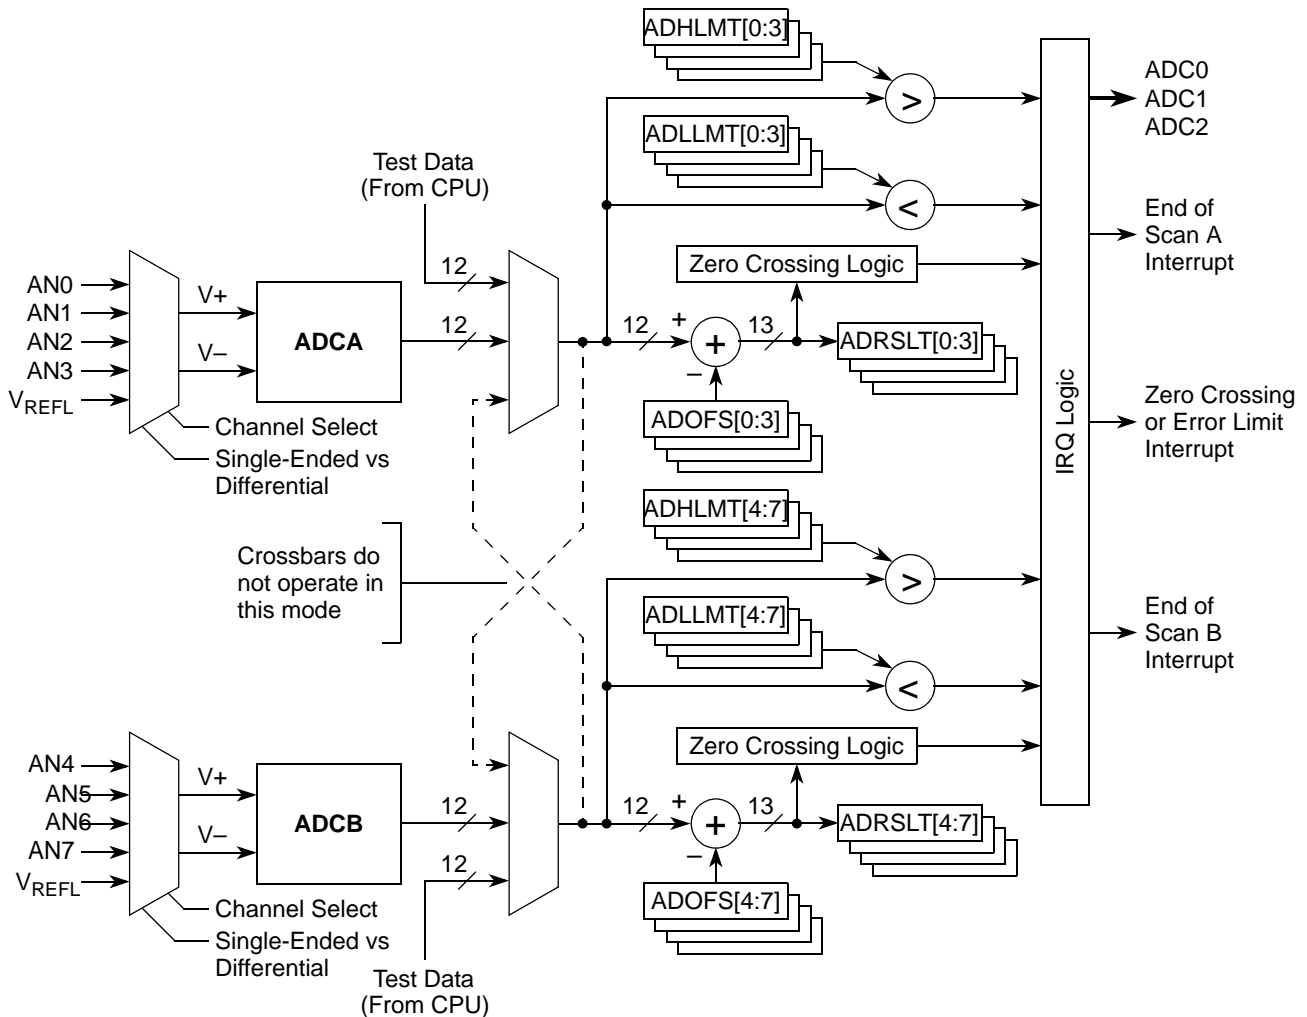 ADHLMT[0:3]
>
ADC0
ADC1
ADC2
ADLLMT[0:3]
<
Test Data
(From CPU)
End of
Scan A
Interrupt
12
Zero Crossing Logic
AN0
AN1
AN2
AN3
VREFL
V+
V–
ADCA
12
12
+
+
–
13
ADRSLT[0:3]
ADOFS[0:3]
Channel Select
Single-Ended vs
Differential
IRQ Logic
Zero Crossing
or Error Limit
Interrupt
ADHLMT[4:7]
>
Crossbars do
not operate in
this mode
ADLLMT[4:7]
<
End of
Scan B
Interrupt
Zero Crossing Logic
AN4
AN5
AN6
AN7
VREFL
V+
V–
ADCB
12
12
12
+
+
–
13
ADRSLT[4:7]
ADOFS[4:7]
Channel Select
Single-Ended vs
Differential
Test Data
(From CPU)